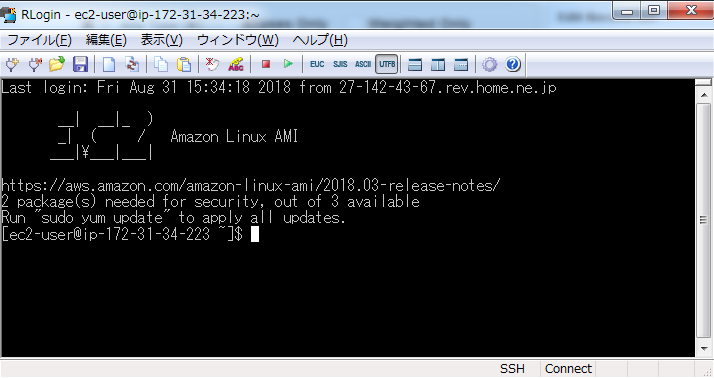 RLogin - ec2-user@ip-172-31-34-223:~
ファイル(F) 編集(E) 表示(V) ウィンドウ(W) ヘルプ(H)
ABC EUC SJIS ASCII UTF8
Last login: Fri Aug 31 15:34:18 2018 from 27-142-43-67.rev.home.ne.jp
__| __|_ )
_| ( / Amazon Linux AMI
___|\___|___|
https://aws.amazon.com/amazon-linux-ami/2018.03-release-notes/
2 package(s) needed for security, out of 3 available
Run "sudo yum update" to apply all updates.
[ec2-user@ip-172-31-34-223 ~]$
SSH Connect